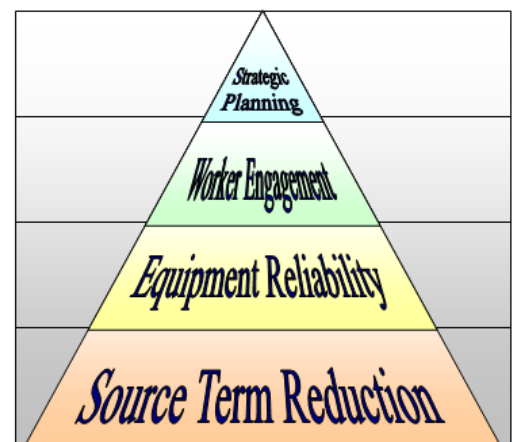 Strategic
Planning
Worker Engagement
Equipment Reliability
Source Term Reduction